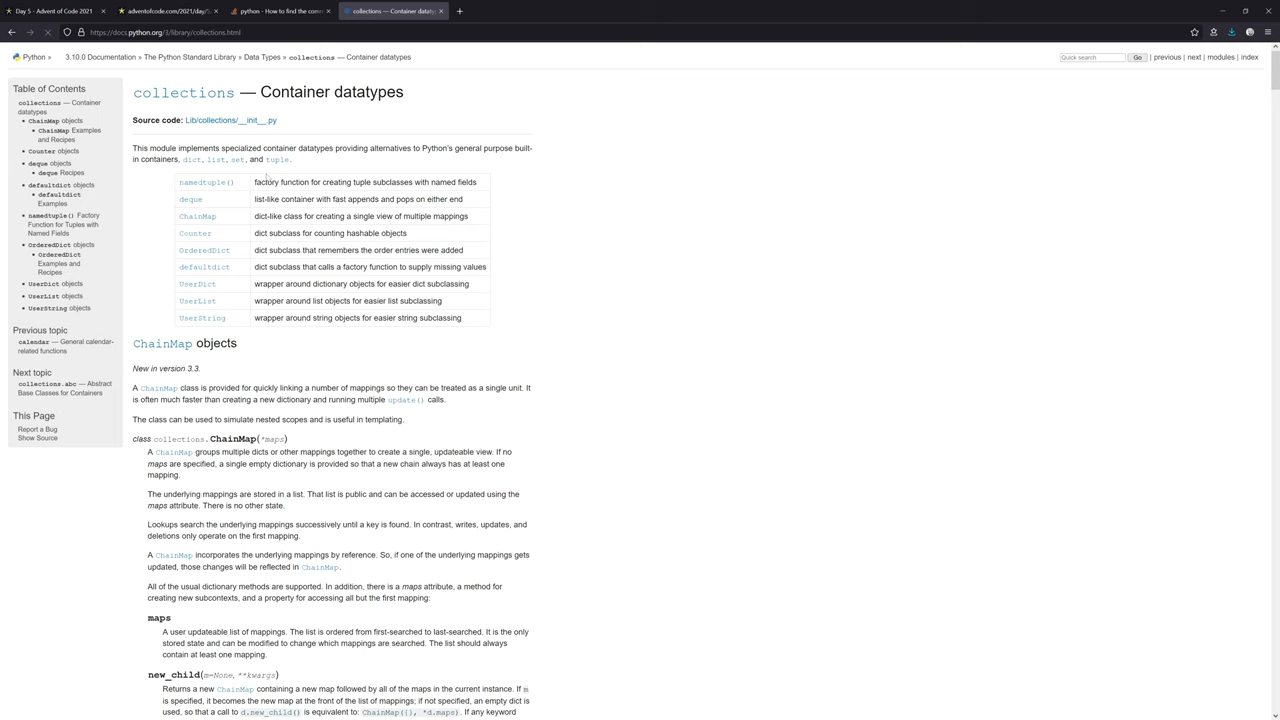 Day 5 - Advent of Code 2021
adventofcode.com/2021/day/5/
python - How to find the com
collections — Container datatyp
https://docs.python.org/3/library/collections.html
Python » 3.10.0 Documentation » The Python Standard Library » Data Types » collections — Container datatypes
Quick search Go | previous | next | modules | index
Table of Contents
collections — Container
datatypes
ChainMap objects
ChainMap Examples
and Recipes
Counter objects
deque objects
deque Recipes
defaultdict objects
defaultdict
Examples
namedtuple() Factory
Function for Tuples with
Named Fields
OrderedDict objects
OrderedDict
Examples and
Recipes
UserDict objects
UserList objects
UserString objects
Previous topic
calendar — General calendar-
related functions
Next topic
collections.abc — Abstract
Base Classes for Containers
This Page
Report a Bug
Show Source
collections — Container datatypes
Source code: Lib/collections/__init__.py
This module implements specialized container datatypes providing alternatives to Python's general purpose built-
in containers, dict, list, set, and tuple.
namedtuple() factory function for creating tuple subclasses with named fields
deque list-like container with fast appends and pops on either end
ChainMap dict-like class for creating a single view of multiple mappings
Counter dict subclass for counting hashable objects
OrderedDict dict subclass that remembers the order entries were added
defaultdict dict subclass that calls a factory function to supply missing values
UserDict wrapper around dictionary objects for easier dict subclassing
UserList wrapper around list objects for easier list subclassing
UserString wrapper around string objects for easier string subclassing
ChainMap objects
New in version 3.3.
A ChainMap class is provided for quickly linking a number of mappings so they can be treated as a single unit. It
is often much faster than creating a new dictionary and running multiple update() calls.
The class can be used to simulate nested scopes and is useful in templating.
class collections.ChainMap(*maps)
A ChainMap groups multiple dicts or other mappings together to create a single, updateable view. If no
maps are specified, a single empty dictionary is provided so that a new chain always has at least one
mapping.
The underlying mappings are stored in a list. That list is public and can be accessed or updated using the
maps attribute. There is no other state.
Lookups search the underlying mappings successively until a key is found. In contrast, writes, updates, and
deletions only operate on the first mapping.
A ChainMap incorporates the underlying mappings by reference. So, if one of the underlying mappings gets
updated, those changes will be reflected in ChainMap.
All of the usual dictionary methods are supported. In addition, there is a maps attribute, a method for
creating new subcontexts, and a property for accessing all but the first mapping:
maps
A user updateable list of mappings. The list is ordered from first-searched to last-searched. It is the only
stored state and can be modified to change which mappings are searched. The list should always
contain at least one mapping.
new_child(m=None, **kwargs)
Returns a new ChainMap containing a new map followed by all of the maps in the current instance. If m
is specified, it becomes the new map at the front of the list of mappings; if not specified, an empty dict is
used, so that a call to d.new_child() is equivalent to: ChainMap({}, *d.maps). If any keyword